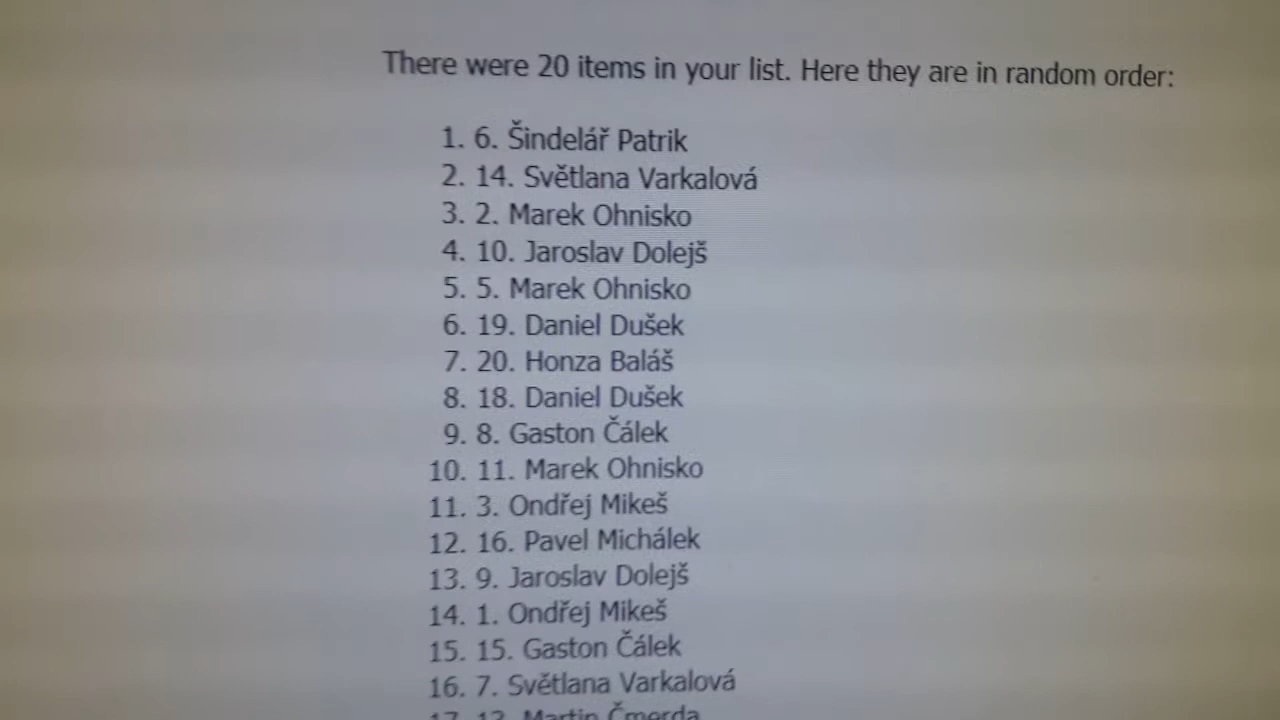 There were 20 items in your list. Here they are in random order:
1. 6. Šindelář Patrik
2. 14. Světlana Varkalová
3. 2. Marek Ohnisko
4. 10. Jaroslav Dolejš
5. 5. Marek Ohnisko
6. 19. Daniel Dušek
7. 20. Honza Baláš
8. 18. Daniel Dušek
9. 8. Gaston Čálek
10. 11. Marek Ohnisko
11. 3. Ondřej Mikeš
12. 16. Pavel Michálek
13. 9. Jaroslav Dolejš
14. 1. Ondřej Mikeš
15. 15. Gaston Čálek
16. 7. Světlana Varkalová
17. Martin Čmerda